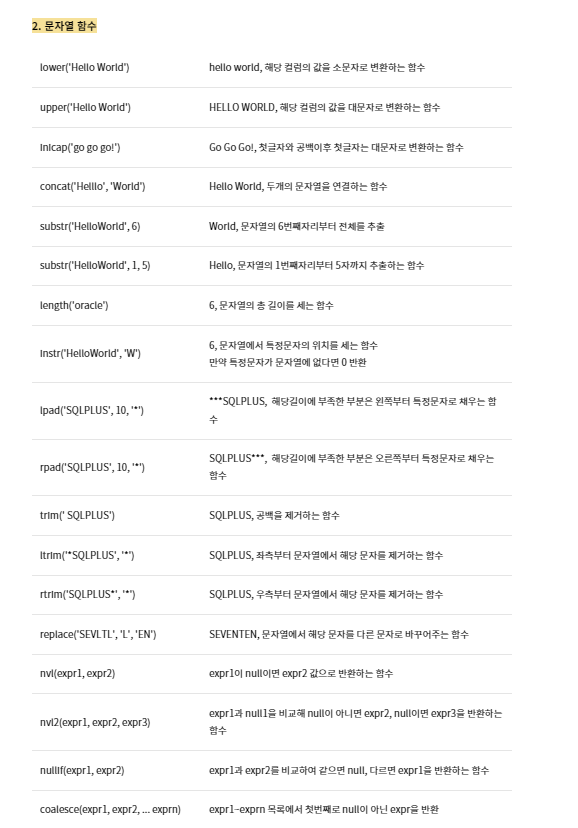 2. 문자열 함수
lower('Hello World') hello world, 해당 컬럼의 값을 소문자로 변환하는 함수
upper('Hello World') HELLO WORLD, 해당 컬럼의 값을 대문자로 변환하는 함수
inicap('go go go!') Go Go Go!, 첫글자와 공백이후 첫글자는 대문자로 변환하는 함수
concat('Helllo', 'World') Hello World, 두개의 문자열을 연결하는 함수
substr('HelloWorld', 6) World, 문자열의 6번째자리부터 전체를 추출
substr('HelloWorld', 1, 5) Hello, 문자열의 1번째자리부터 5자까지 추출하는 함수
length('oracle') 6, 문자열의 총 길이를 세는 함수
instr('HelloWorld', 'W') 6, 문자열에서 특정문자의 위치를 세는 함수
만약 특정문자가 문자열에 없다면 0 반환
lpad('SQLPLUS', 10, '*') ***SQLPLUS, 해당길이에 부족한 부분은 왼쪽부터 특정문자로 채우는 함
수
rpad('SQLPLUS', 10, '*') SQLPLUS***, 해당길이에 부족한 부분은 오른쪽부터 특정문자로 채우는
함수
trim(' SQLPLUS') SQLPLUS, 공백을 제거하는 함수
ltrim('*SQLPLUS', '*') SQLPLUS, 좌측부터 문자열에서 해당 문자를 제거하는 함수
rtrim('SQLPLUS*', '*') SQLPLUS, 우측부터 문자열에서 해당 문자를 제거하는 함수
replace('SEVLTL', 'L', 'EN') SEVENTEN, 문자열에서 해당 문자를 다른 문자로 바꾸어주는 함수
nvl(expr1, expr2) expr1이 null이면 expr2 값으로 반환하는 함수
nvl2(expr1, expr2, expr3) expr1과 null1을 비교해 null이 아니면 expr2, null이면 expr3을 반환하는
함수
nullif(expr1, expr2) expr1과 expr2를 비교하여 같으면 null, 다르면 expr1을 반환하는 함수
coalesce(expr1, expr2, ... exprn) expr1~exprn 목록에서 첫번째로 null이 아닌 expr을 반환